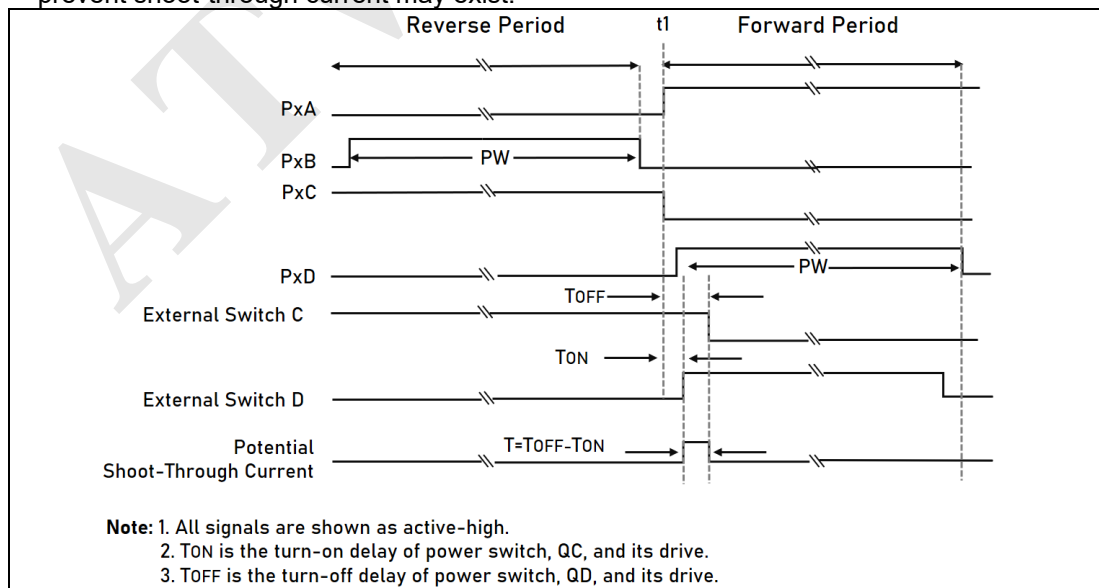 prevent shoot-through current may exist.
Reverse Period t1 Forward Period
PxA
PxB PW
PxC
PxD PW
TOFF
External Switch C
TON
External Switch D
Potential T=TOFF-TON
Shoot-Through Current
Note: 1. All signals are shown as active-high.
2. TON is the turn-on delay of power switch, QC, and its drive.
3. TOFF is the turn-off delay of power switch, QD, and its drive.